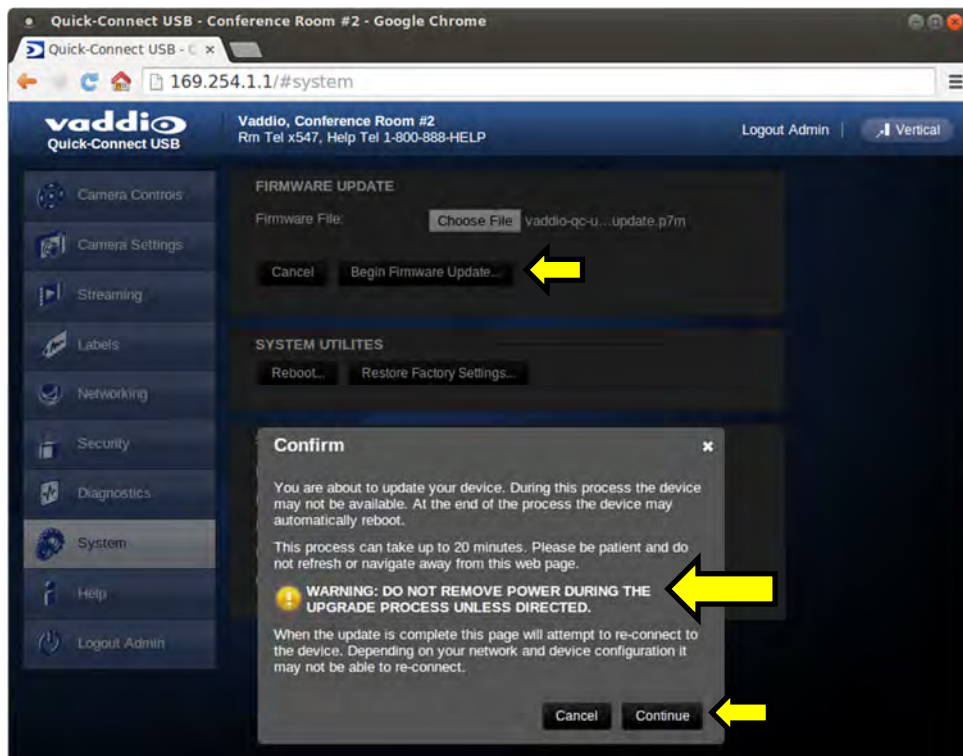 Quick-Connect USB - Conference Room #2 - Google Chrome
Quick-Connect USB - C ×
169.254.1.1/#system
vaddio
Quick-Connect USB
Vaddio, Conference Room #2
Rm Tel x547, Help Tel 1-800-888-HELP
Logout Admin
Vertical
Camera Controls
Camera Settings
Streaming
Labels
Networking
Security
Diagnostics
System
Help
Logout Admin
FIRMWARE UPDATE
Firmware File:
Choose File vaddio-qc-u...update.p7m
Cancel
Begin Firmware Update...
SYSTEM UTILITES
Reboot...
Restore Factory Settings...
Confirm
You are about to update your device. During this process the device
may not be available. At the end of the process the device may
automatically reboot.
This process can take up to 20 minutes. Please be patient and do
not refresh or navigate away from this web page.
WARNING: DO NOT REMOVE POWER DURING THE
UPGRADE PROCESS UNLESS DIRECTED.
When the update is complete this page will attempt to re-connect to
the device. Depending on your network and device configuration it
may not be able to re-connect.
Cancel
Continue